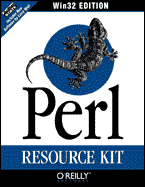 Win32 EDITION
Perl
RESOURCE KIT
O'REILLY